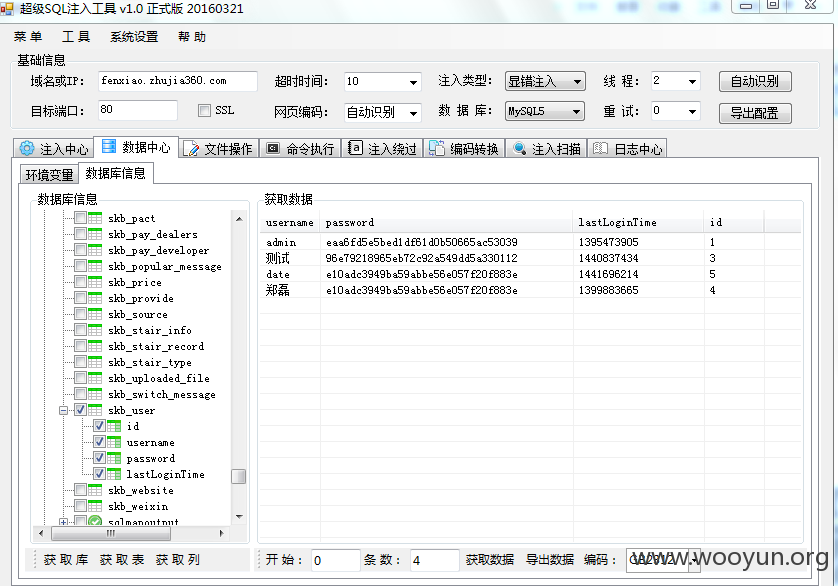 超级SQL注入工具 v1.0 正式版 20160321
菜 单 工 具 系统设置 帮 助
基础信息
域名或IP: fenxiao.zhujia360.com 超时时间: 10 注入类型: 显错注入 线 程: 2 自动识别
目标端口: 80 SSL 网页编码: 自动识别 数 据 库: MySQL5 重 试: 0 导出配置
注入中心 数据中心 文件操作 命令执行 注入绕过 编码转换 注入扫描 日志中心
环境变量 数据库信息
数据库信息
skb_pact
skb_pay_dealers
skb_pay_developer
skb_popular_message
skb_price
skb_provide
skb_source
skb_stair_info
skb_stair_record
skb_stair_type
skb_uploaded_file
skb_switch_message
skb_user
id
username
password
lastLoginTime
skb_website
skb_weixin
sqlmapoutput
获取数据
username password lastLoginTime id
admin eaa6fd5e5bed1df61d0b50665ac53039 1395473905 1
测试 96e79218965eb72c92a549dd5a330112 1440837434 3
date e10adc3949ba59abbe56e057f20f883e 1441696214 5
郑磊 e10adc3949ba59abbe56e057f20f883e 1399883665 4
获 取 库 获 取 表 获 取 列
开 始: 0 条 数: 4 获取数据 导出数据 编码: GB2312
www.wooyun.org